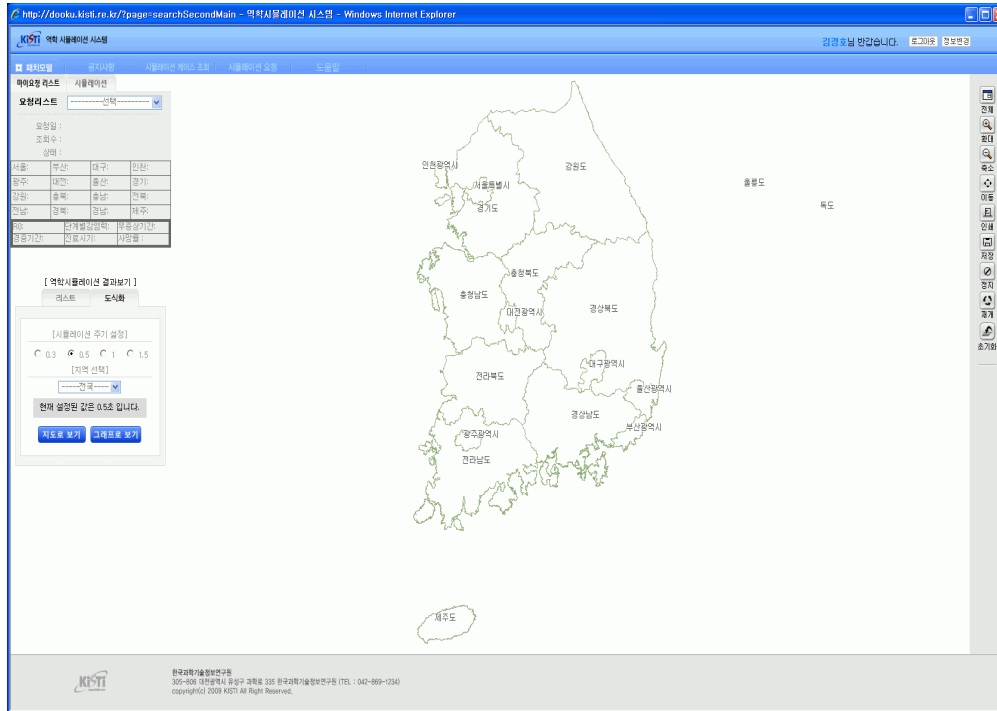 http://dooku.kisti.re.kr/?page=searchSecondMain - 역학시뮬레이션 시스템 - Windows Internet Explorer
KiSTi 역학 시뮬레이션 시스템
김경호님 반갑습니다. 로그아웃 정보변경
패치모델 공지사항 시뮬레이션 케이스 조회 시뮬레이션 요청 도움말
마이요청 리스트 시뮬레이션
요청리스트 ---------선택---------
요청일 :
조회수 :
상태 :
서울: 부산: 대구: 인천:
광주: 대전: 울산: 경기:
강원: 충북: 충남: 전북:
전남: 경북: 경남: 제주:
R0: 단계별감염력: 무증상기간:
증증기간: 진료시기: 사망률 :
[ 역학시뮬레이션 결과보기 ]
리스트 도식화
[시뮬레이션 주기 설정]
0.3 0.5 1 1.5
[지역 선택]
-----전국----
현재 설정된 값은 0.5초 입니다.
지도로 보기 그래프로 보기
인천광역시
강원도
서울특별시
경기도
울릉도
독도
충청북도
충청남도
대전광역시
경상북도
대구광역시
전라북도
울산광역시
경상남도
부산광역시
광주광역시
전라남도
제주도
전체
확대
축소
이동
인쇄
저장
정지
재개
초기화
KiSTi
한국과학기술정보연구원
305-806 대전광역시 유성구 과학로 335 한국과학기술정보연구원 (TEL : 042-869-1234)
copyright(c) 2009 KISTI All Right Reserved.